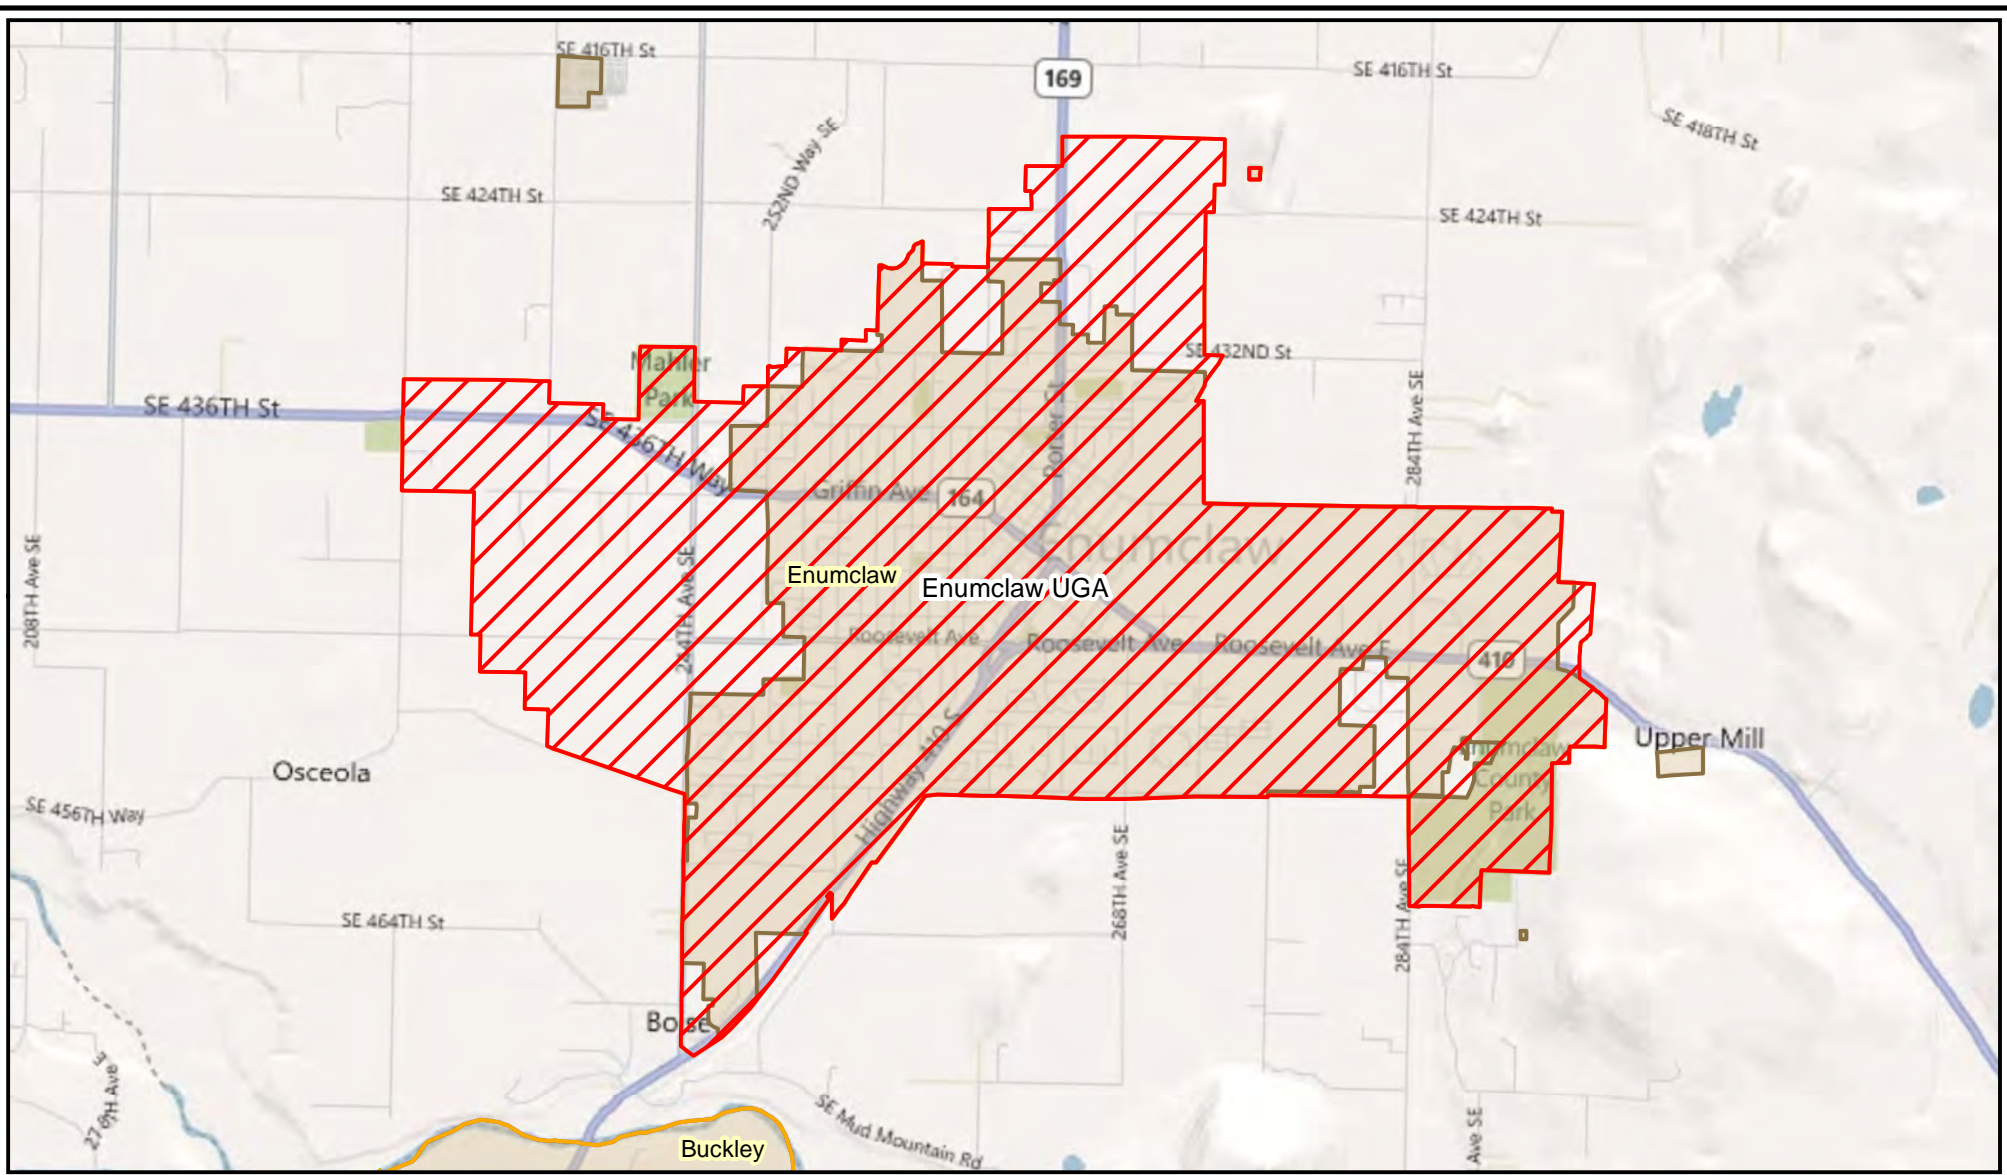 SE 416TH St
SE 416TH St
169
SE 418TH St
252ND Way SE
SE 424TH St
SE 424TH St
SE 432ND St
Mahler
Park
284TH Ave SE
SE 436TH St
SE 436TH Way
Porter St
Griffin Ave
164
Enumclaw
208TH Ave SE
244TH Ave SE
Enumclaw
Enumclaw UGA
Roosevelt Ave
Roosevelt Ave
Roosevelt Ave E
410
Highway 410 S
Upper Mill
Enumclaw
County
Park
Osceola
SE 456TH Way
268TH Ave SE
284TH Ave SE
SE 464TH St
Boise
278TH Ave E
SE Mud Mountain Rd
Buckley
Ave SE